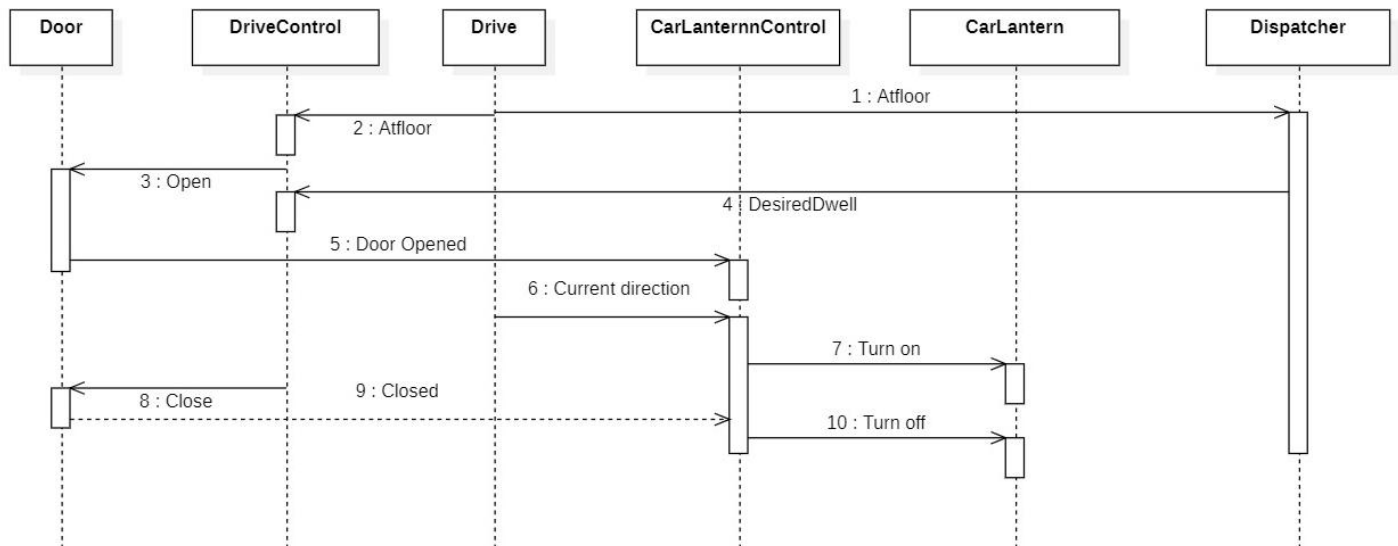 Door
DriveControl
Drive
CarLanternnControl
CarLantern
Dispatcher
1 : Atfloor
2 : Atfloor
3 : Open
4 : DesiredDwell
5 : Door Opened
6 : Current direction
7 : Turn on
8 : Close
9 : Closed
10 : Turn off